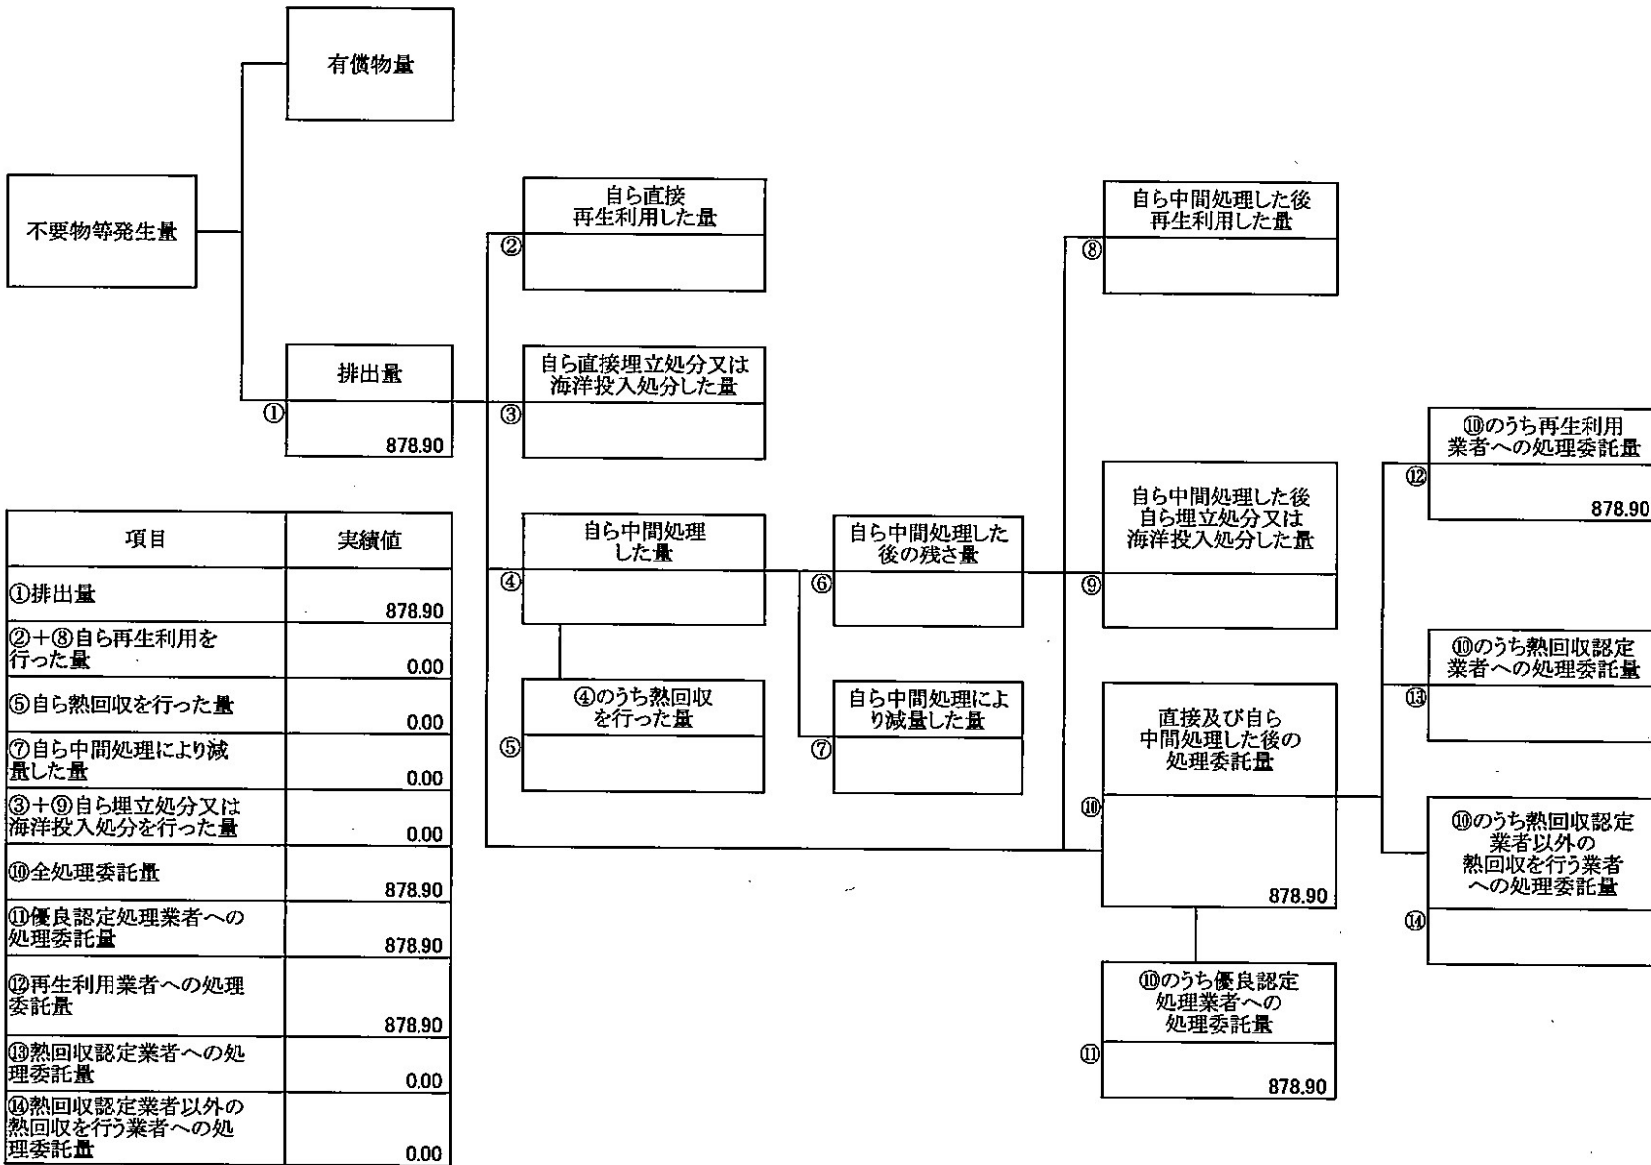 有償物量
不要物等発生量
排出量
①
878.90
自ら直接
再生利用した量
②
自ら直接埋立処分又は
海洋投入処分した量
③
自ら中間処理
した量
④
④のうち熱回収
を行った量
⑤
自ら中間処理した
後の残さ量
⑥
自ら中間処理によ
り減量した量
⑦
自ら中間処理した後
再生利用した量
⑧
自ら中間処理した後
自ら埋立処分又は
海洋投入処分した量
⑨
直接及び自ら
中間処理した後の
処理委託量
⑩
878.90
⑩のうち優良認定
処理業者への
処理委託量
⑪
878.90
⑩のうち再生利用
業者への処理委託量
⑫
878.90
⑩のうち熱回収認定
業者への処理委託量
⑬
⑩のうち熱回収認定
業者以外の
熱回収を行う業者
への処理委託量
⑭
項目 実績値
①排出量
878.90
②+⑧自ら再生利用を
行った量 0.00
⑤自ら熱回収を行った量
0.00
⑦自ら中間処理により減
量した量 0.00
③+⑨自ら埋立処分又は
海洋投入処分を行った量 0.00
⑩全処理委託量
878.90
⑪優良認定処理業者への
処理委託量 878.90
⑫再生利用業者への処理
委託量
878.90
⑬熱回収認定業者への処
理委託量 0.00
⑭熱回収認定業者以外の
熱回収を行う業者への処
理委託量 0.00